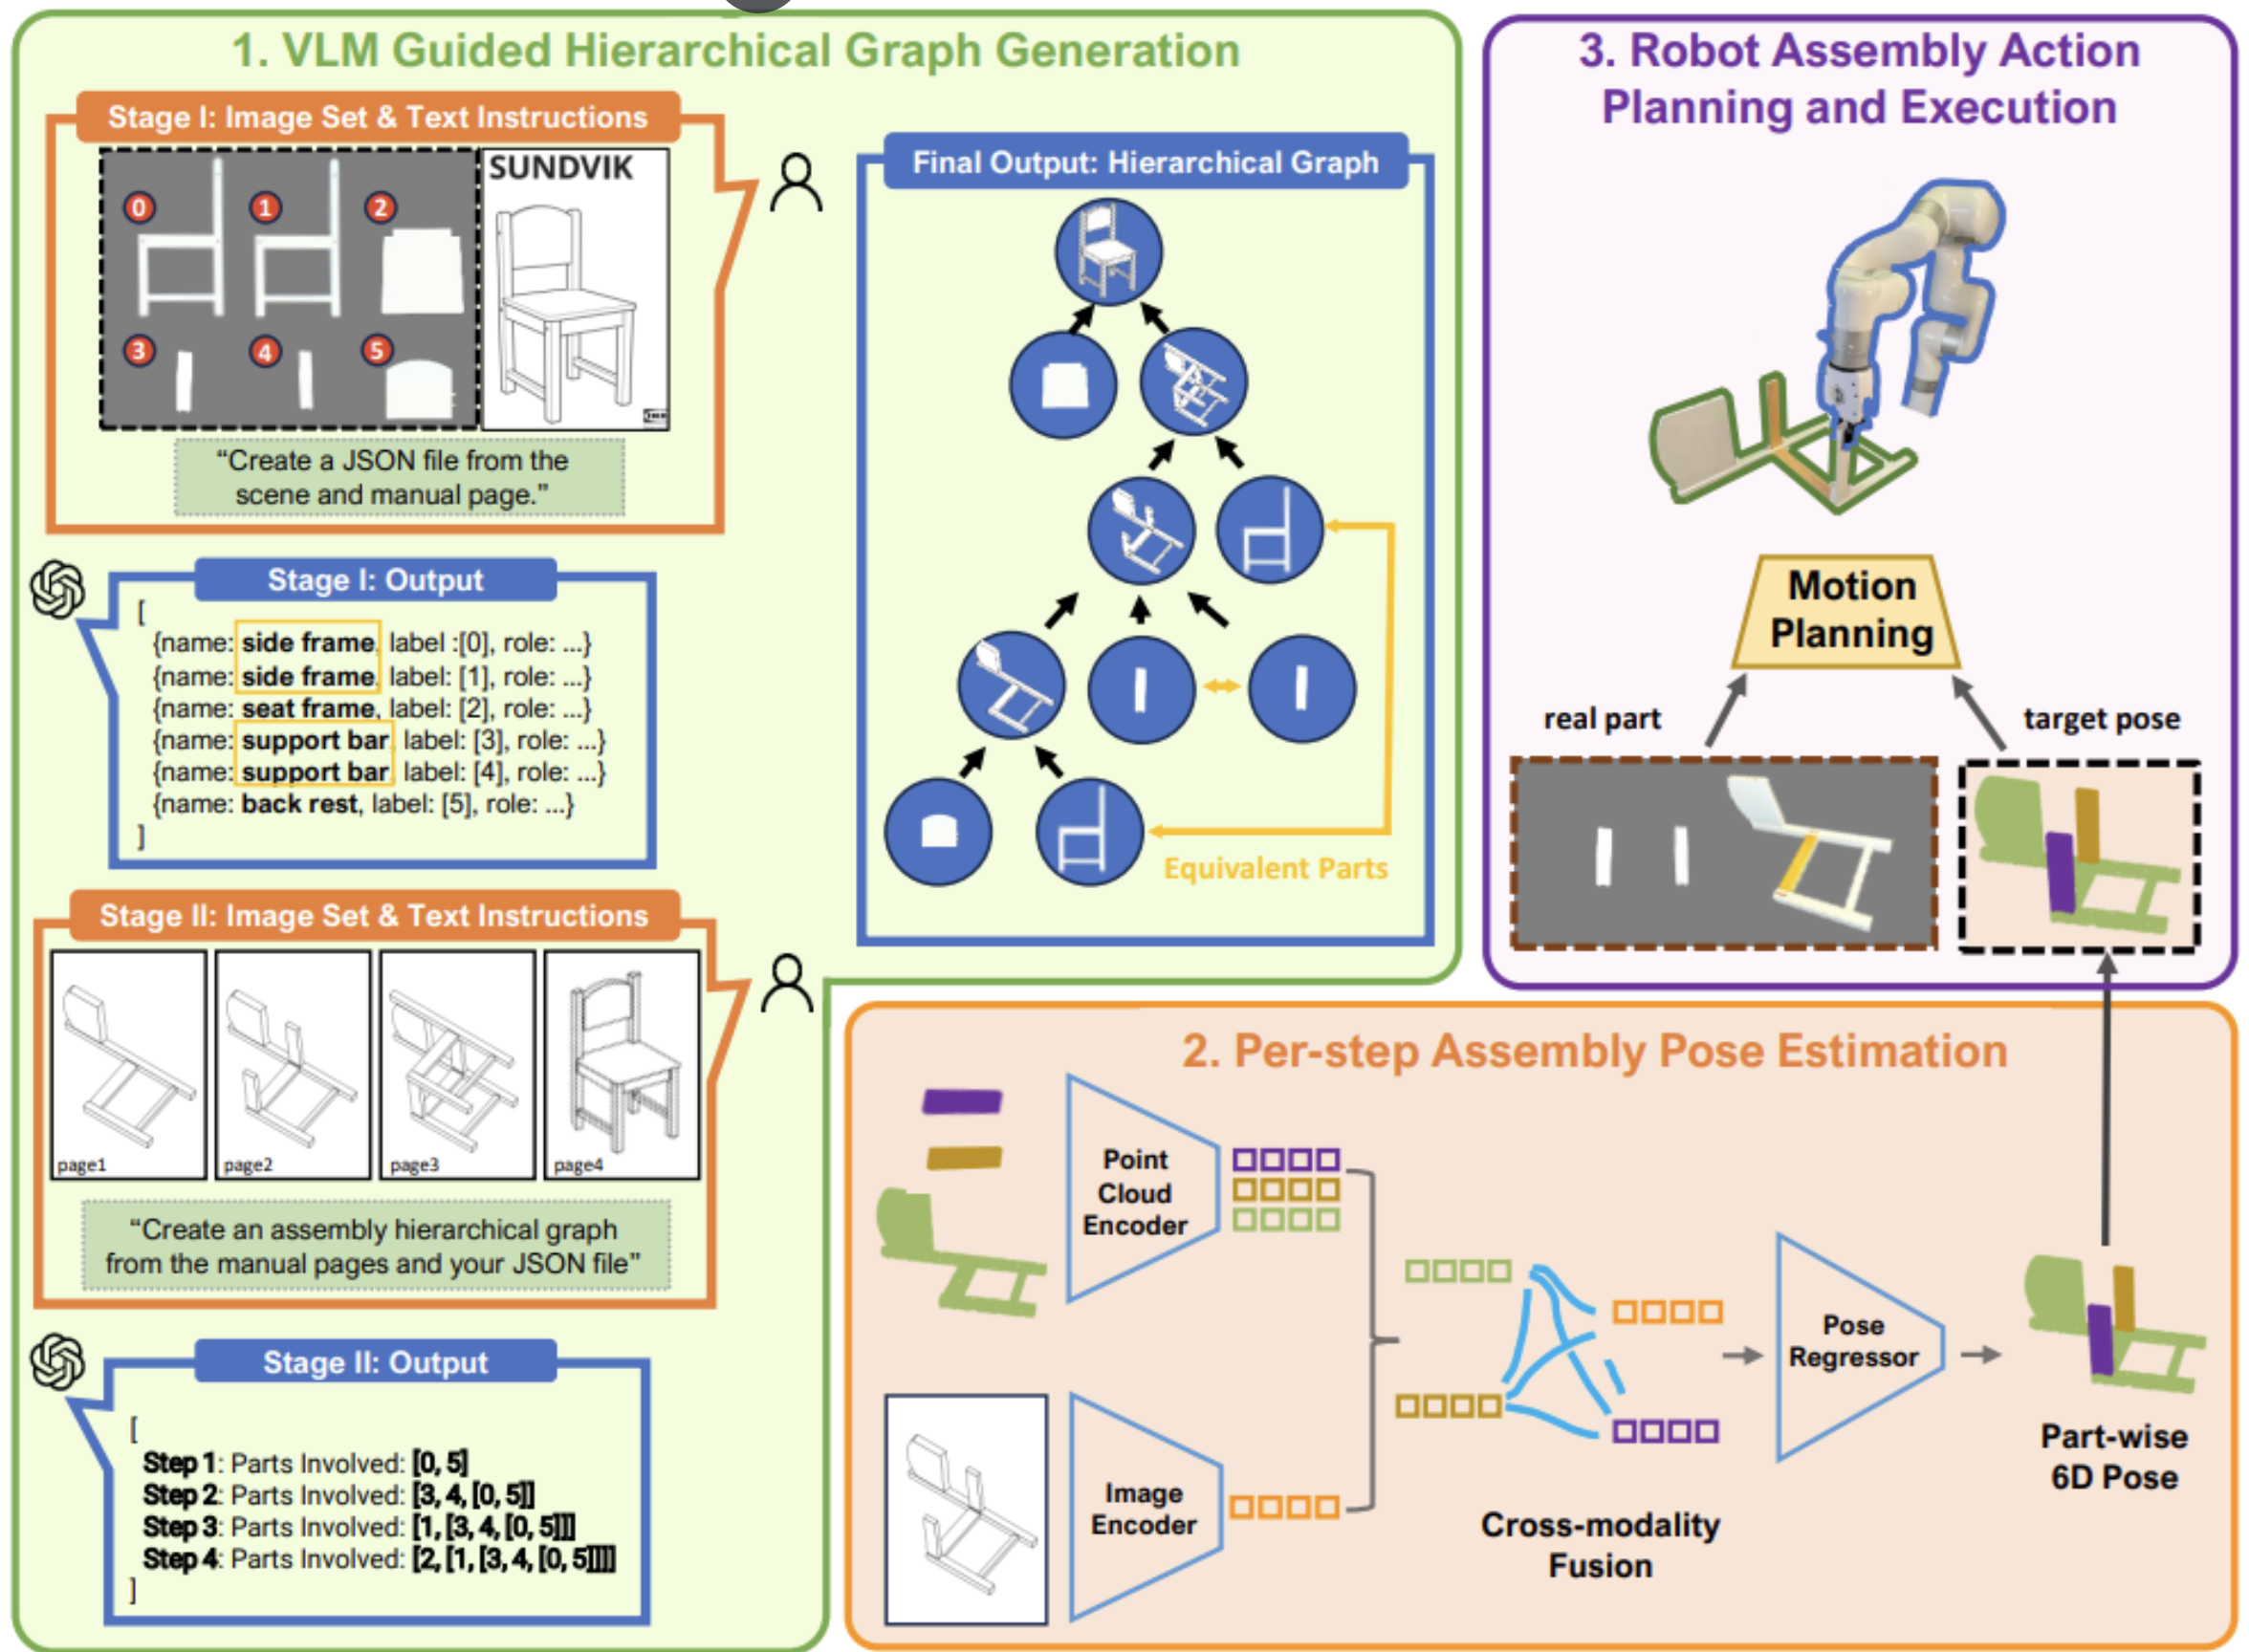 1. VLM Guided Hierarchical Graph Generation
Stage I: Image Set & Text Instructions
0
1
2
3
4
5
SUNDVIK
“Create a JSON file from the
scene and manual page.”
Stage I: Output
[
{name: side frame, label :[0], role: ...}
{name: side frame, label: [1], role: ...}
{name: seat frame, label: [2], role: ...}
{name: support bar, label: [3], role: ...}
{name: support bar, label: [4], role: ...}
{name: back rest, label: [5], role: ...}
]
Stage II: Image Set & Text Instructions
page1
page2
page3
page4
“Create an assembly hierarchical graph
from the manual pages and your JSON file”
Stage II: Output
[
Step 1: Parts Involved: [0, 5]
Step 2: Parts Involved: [3, 4, [0, 5]]
Step 3: Parts Involved: [1, [3, 4, [0, 5]]]
Step 4: Parts Involved: [2, [1, [3, 4, [0, 5]]]]
]
Final Output: Hierarchical Graph
Equivalent Parts
3. Robot Assembly Action
Planning and Execution
Motion
Planning
real part
target pose
2. Per-step Assembly Pose Estimation
Point
Cloud
Encoder
Image
Encoder
Cross-modality
Fusion
Pose
Regressor
Part-wise
6D Pose